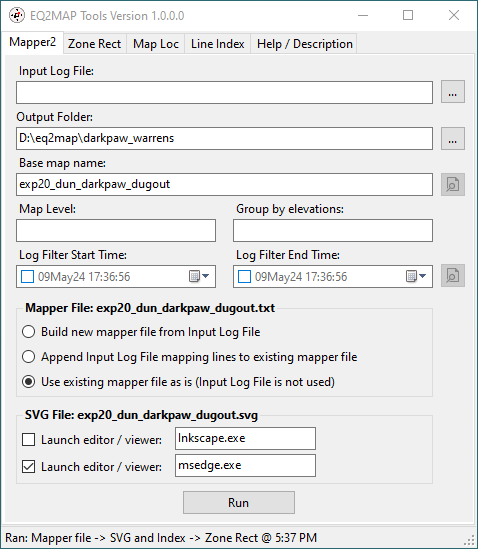 EQ2MAP Tools Version 1.0.0.0
Mapper2 Zone Rect Map Loc Line Index Help / Description
Input Log File:
...
Output Folder:
D:\eq2map\darkpaw_warrens ...
Base map name:
exp20_dun_darkpaw_dugout
Map Level: Group by elevations:
Log Filter Start Time: Log Filter End Time:
09May24 17:36:56 09May24 17:36:56
Mapper File: exp20_dun_darkpaw_dugout.txt
Build new mapper file from Input Log File
Append Input Log File mapping lines to existing mapper file
Use existing mapper file as is (Input Log File is not used)
SVG File: exp20_dun_darkpaw_dugout.svg
Launch editor / viewer: Inkscape.exe
Launch editor / viewer: msedge.exe
Run
Ran: Mapper file -> SVG and Index -> Zone Rect @ 5:37 PM